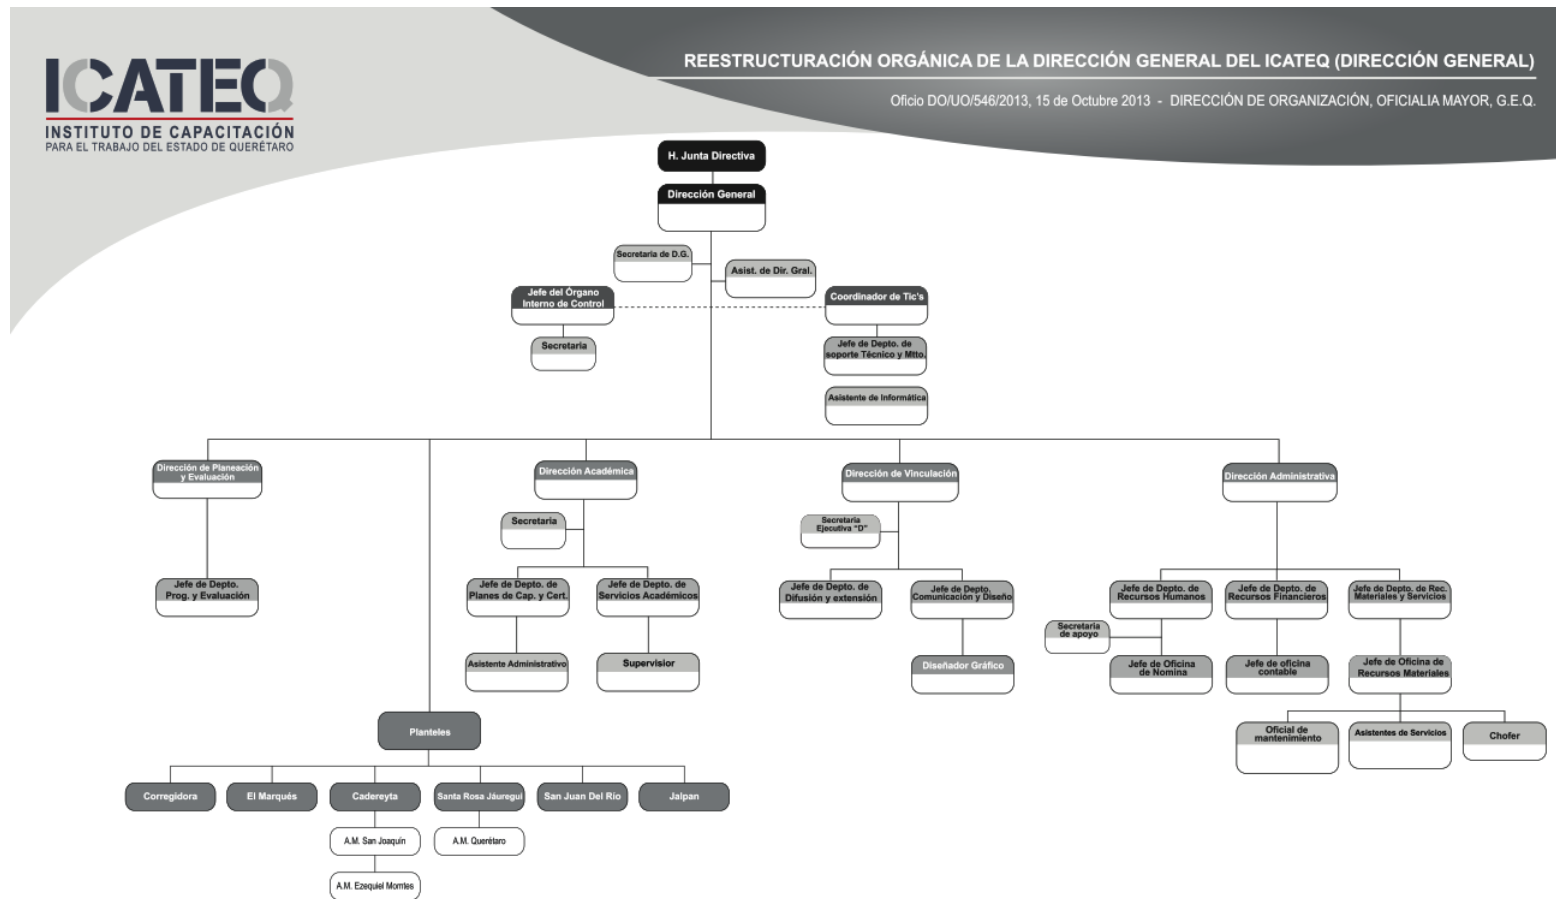 ICATEQ
INSTITUTO DE CAPACITACIÓN
PARA EL TRABAJO DEL ESTADO DE QUERÉTARO
REESTRUCTURACIÓN ORGÁNICA DE LA DIRECCIÓN GENERAL DEL ICATEQ (DIRECCIÓN GENERAL)
Oficio DO/UO/546/2013, 15 de Octubre 2013 - DIRECCIÓN DE ORGANIZACIÓN, OFICIALIA MAYOR, G.E.Q.
H. Junta Directiva
Dirección General
Secretaria de D.G.
Asist. de Dir. Gral.
Jefe del Órgano
Interno de Control
Coordinador de Tic's
Secretaria
Jefe de Depto. de
soporte Técnico y Mtto.
Asistente de Informática
Dirección de Planeación
y Evaluación
Dirección Académica
Dirección de Vinculación
Dirección Administrativa
Secretaria
Secretaria
Ejecutiva "D"
Jefe de Depto.
Prog. y Evaluación
Jefe de Depto. de
Planes de Cap. y Cert.
Jefe de Depto. de
Servicios Académicos
Jefe de Depto. de
Difusión y extensión
Jefe de Depto.
Comunicación y Diseño
Jefe de Depto. de
Recursos Humanos
Jefe de Depto. de
Recursos Financieros
Jefe de Depto. de Rec.
Materiales y Servicios
Secretaria
de apoyo
Asistente Administrativo
Supervisior
Diseñador Gráfico
Jefe de Oficina
de Nomina
Jefe de oficina
contable
Jefe de Oficina de
Recursos Materiales
Planteles
Oficial de
mantenimiento
Asistentes de Servicios
Chofer
Corregidora
El Marqués
Cadereyta
Santa Rosa Jáuregui
San Juan Del Río
Jalpan
A.M. San Joaquín
A.M. Querétaro
A.M. Ezequiel Momtes